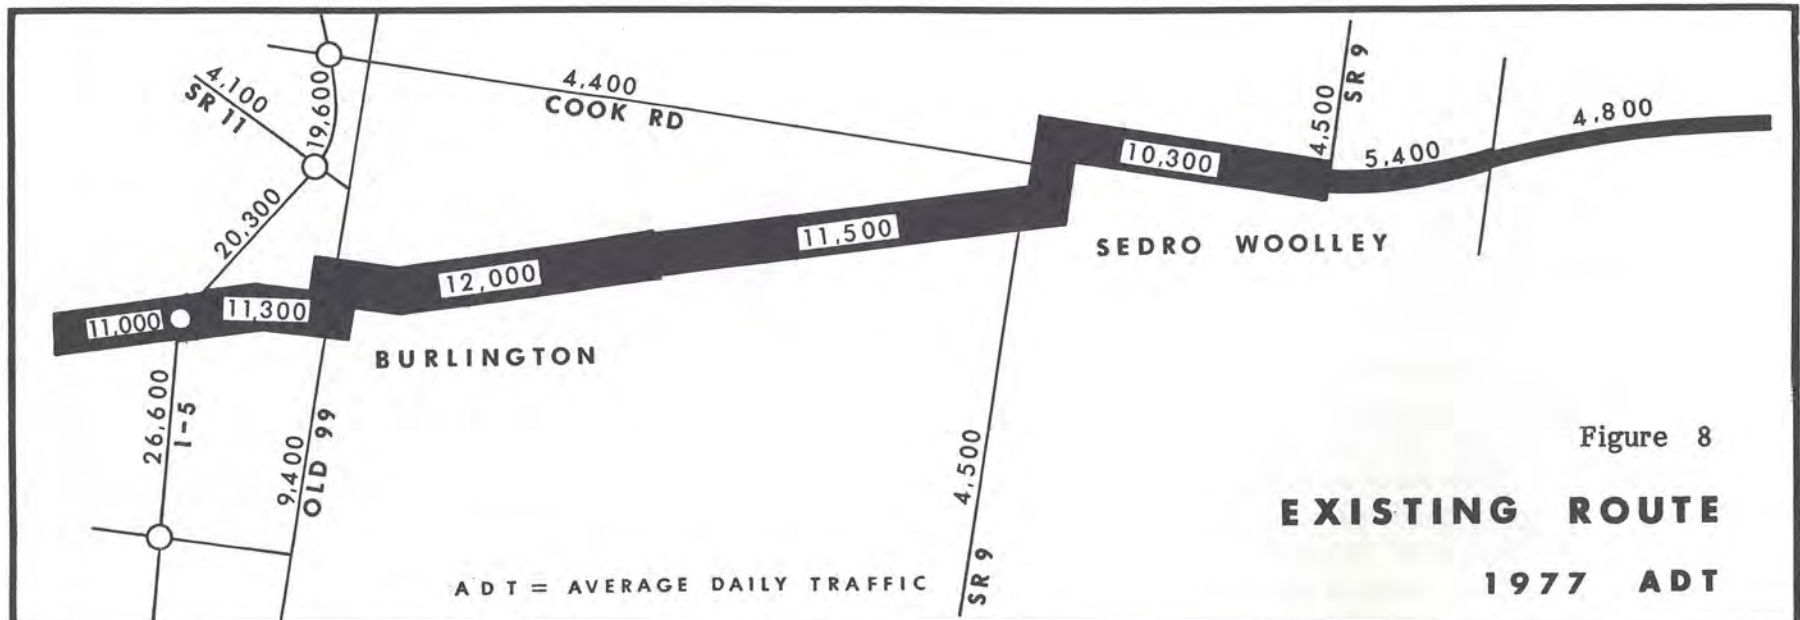 4,100
SR 11
19,600
20,300
4,400
COOK RD
4,500
SR 9
10,300
5,400
4,800
11,500
12,000
11,300
11,000
SEDRO WOOLLEY
BURLINGTON
26,600
I-5
9,400
OLD 99
4,500
SR 9
ADT = AVERAGE DAILY TRAFFIC
Figure 8
EXISTING ROUTE
1977 ADT